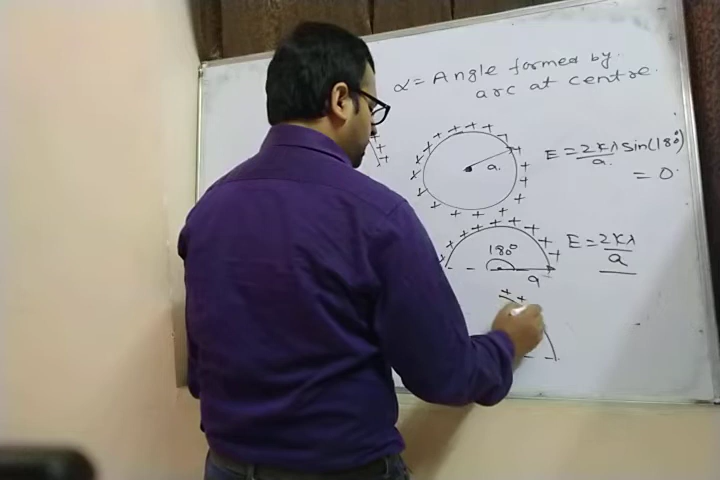 α = Angle formed by
arc at centre.
E = 2Kλ/a sin(180°)
= 0
a
180°
E = 2Kλ/a
a